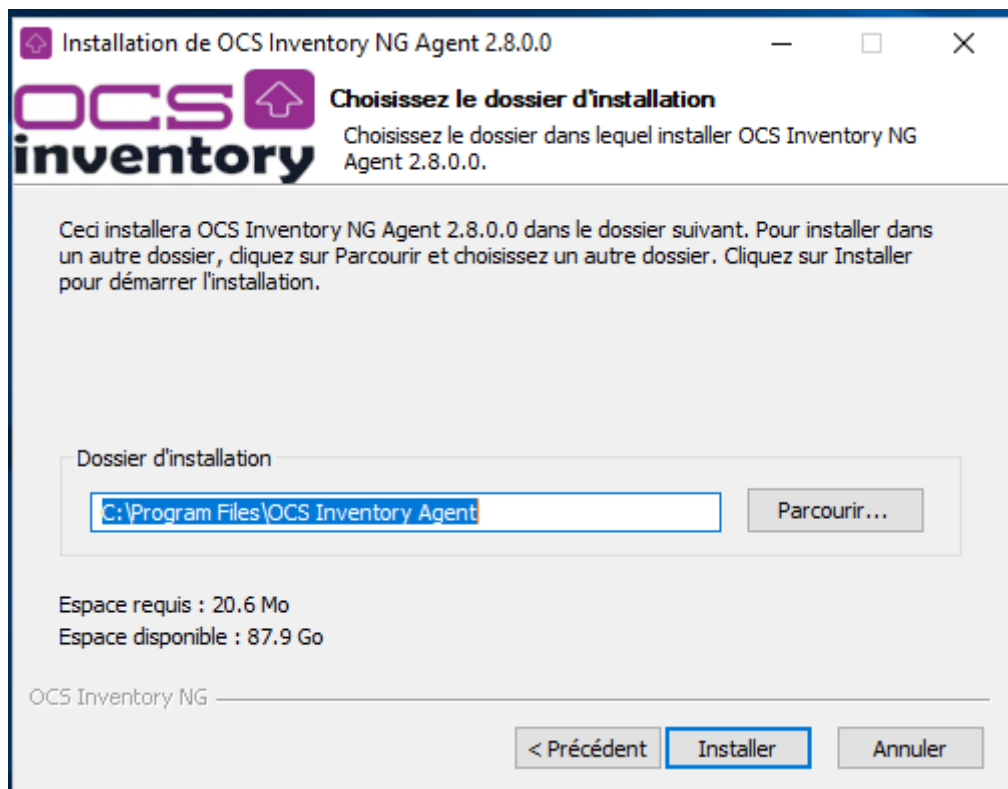 Installation de OCS Inventory NG Agent 2.8.0.0
OCS
inventory
Choisissez le dossier d'installation
Choisissez le dossier dans lequel installer OCS Inventory NG
Agent 2.8.0.0.
Ceci installera OCS Inventory NG Agent 2.8.0.0 dans le dossier suivant. Pour installer dans
un autre dossier, cliquez sur Parcourir et choisissez un autre dossier. Cliquez sur Installer
pour démarrer l'installation.
Dossier d'installation
C:\Program Files\OCS Inventory Agent
Parcourir...
Espace requis : 20.6 Mo
Espace disponible : 87.9 Go
OCS Inventory NG
< Précédent
Installer
Annuler